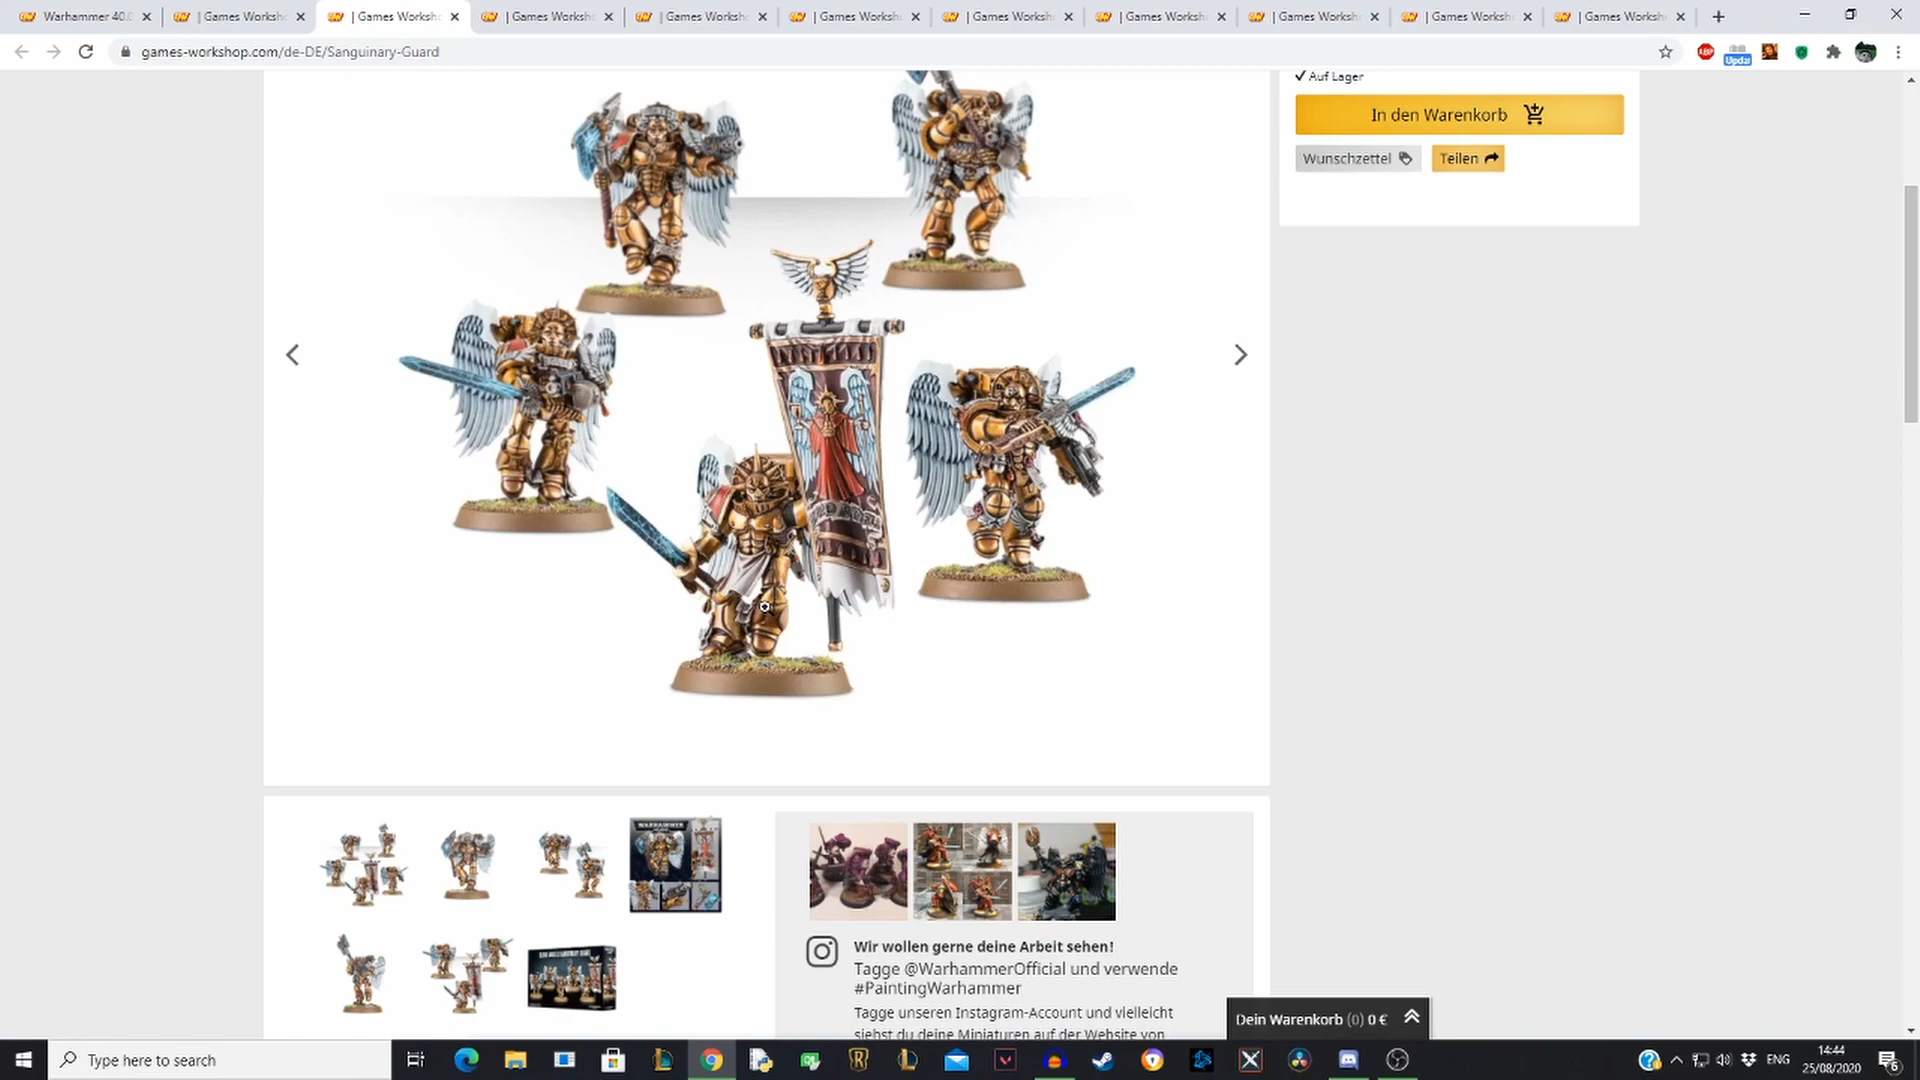 Warhammer 40.0
| Games Worksh
| Games Worksh
| Games Worksh
| Games Worksh
| Games Worksh
| Games Worksh
| Games Worksh
| Games Worksh
| Games Worksh
| Games Worksh
games-workshop.com/de-DE/Sanguinary-Guard
ABP
Upda
Auf Lager
In den Warenkorb
Wunschzettel
Teilen
WARHAMMER
Wir wollen gerne deine Arbeit sehen!
Tagge @WarhammerOfficial und verwende
#PaintingWarhammer
Tagge unseren Instagram-Account und vielleicht
siehst du deine Miniaturen auf der Website von
Dein Warenkorb (0) 0 €
Type here to search
ENG
14:44
25/08/2020
6